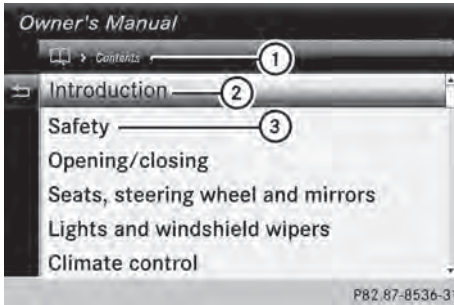 Owner's Manual
> Contents
1
Introduction
2
Safety
3
Opening/closing
Seats, steering wheel and mirrors
Lights and windshield wipers
Climate control
P82.87-8536-31